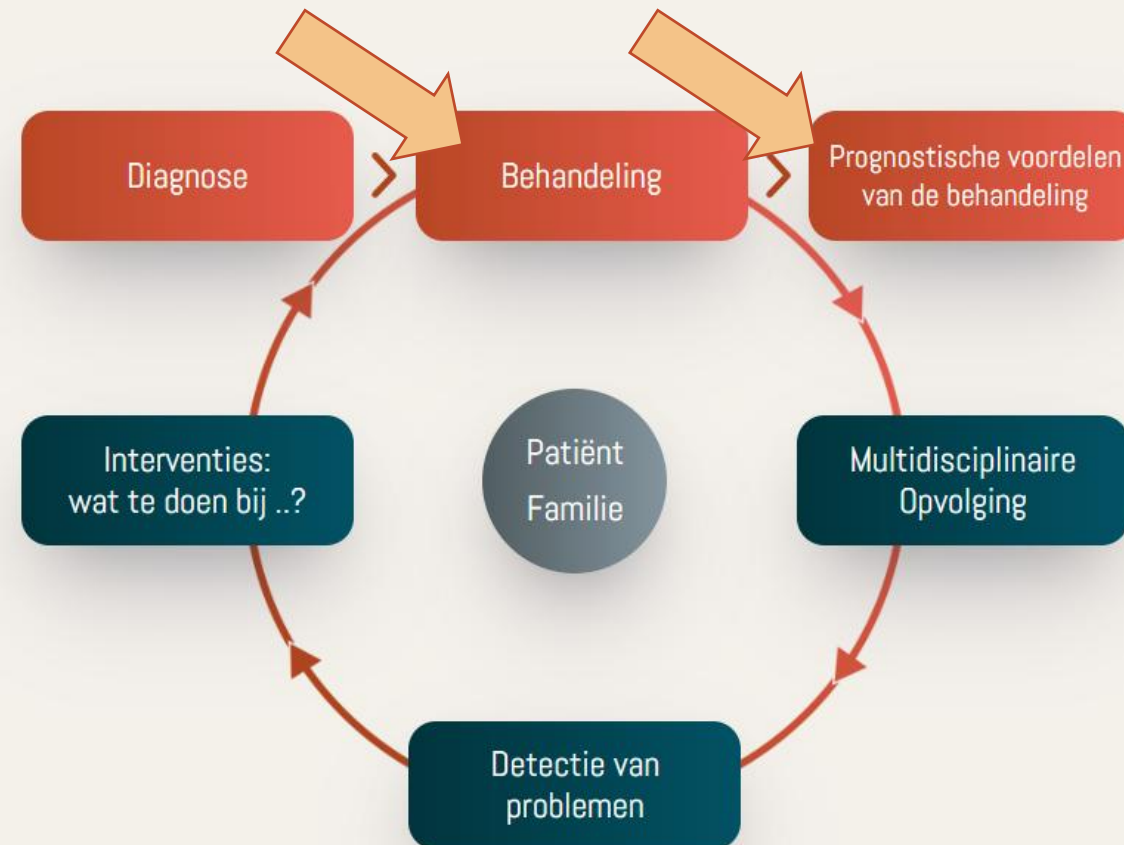 Diagnose
Behandeling
Prognostische voordelen
van de behandeling
Interventies:
wat te doen bij ..?
Patiënt
Familie
Multidisciplinaire
Opvolging
Detectie van
problemen